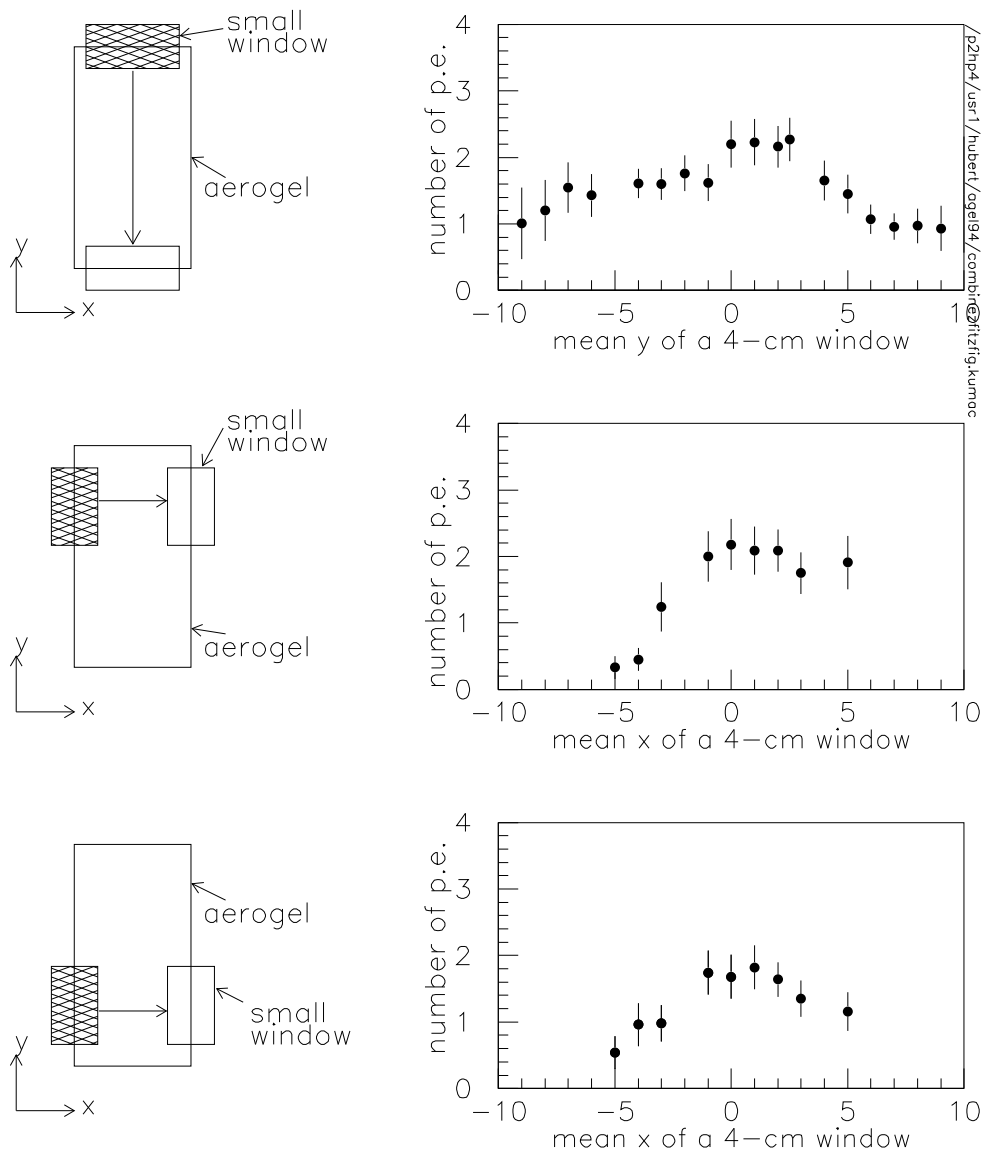 small
window
aerogel
y
x
4
3
2
1
0
number of p.e.
−10
−5
0
5
10
mean y of a 4−cm window
/p2hp4/usr1/hubert/agel94/combine2fitzfig.kumac
small
window
aerogel
y
x
4
3
2
1
0
number of p.e.
−10
−5
0
5
10
mean x of a 4−cm window
aerogel
small
window
y
x
4
3
2
1
0
number of p.e.
−10
−5
0
5
10
mean x of a 4−cm window